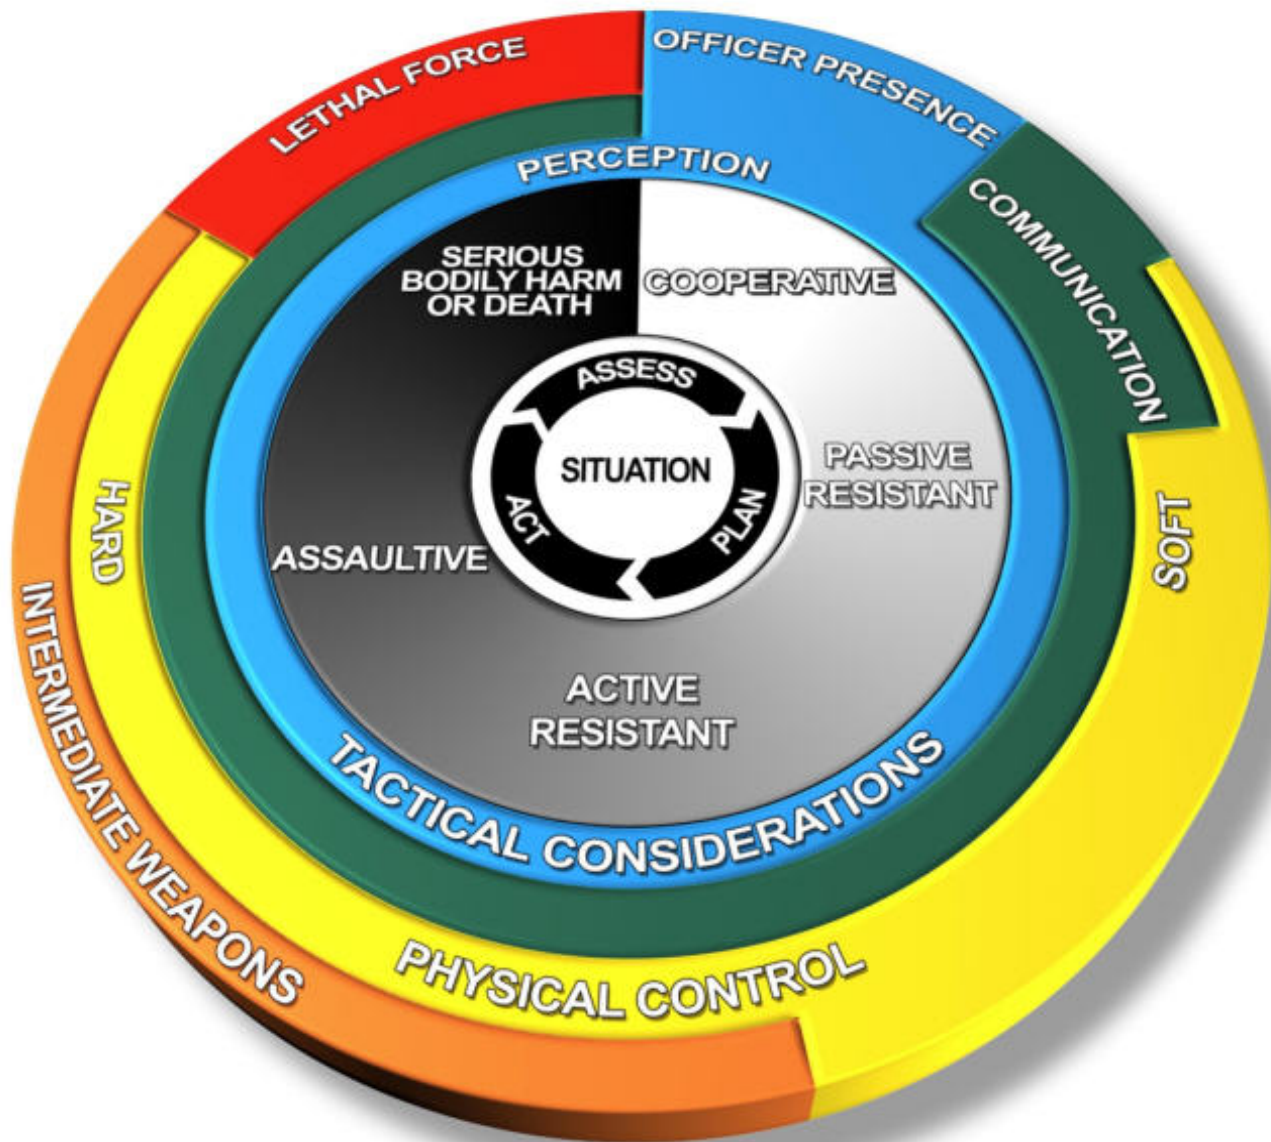 LETHAL FORCE
OFFICER PRESENCE
COMMUNICATION
PERCEPTION
SERIOUS
BODILY HARM
OR DEATH
COOPERATIVE
ASSESS
SITUATION
PLAN
ACT
PASSIVE
RESISTANT
ASSAULTIVE
ACTIVE
RESISTANT
HARD
SOFT
TACTICAL CONSIDERATIONS
INTERMEDIATE WEAPONS
PHYSICAL CONTROL